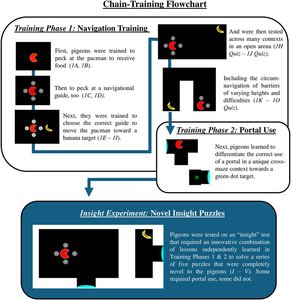 Chain-Training Flowchart
Training Phase 1: Navigation Training
First, pigeons were trained to
peck at the pacman to receive
food (1A, 1B).
Then to peck at a navigational
guide, too (1C, 1D).
Next, they were trained to
choose the correct guide to
move the pacman toward a
banana target (1E – 1I).
And were then tested
across many contexts
in an open arena (1H
Quiz – 1J Quiz).
Including the circum-
navigation of barriers
of varying heights and
difficulties (1K – 1O
Quiz).
Training Phase 2: Portal Use
Next, pigeons learned to
differentiate the correct use
of a portal in a unique cross-
maze context towards a
green dot target.
Insight Experiment: Novel Insight Puzzles
Pigeons were tested on an “insight” test
that required an innovative combination
of lessons independently learned in
Training Phases 1 & 2 to solve a series
of five puzzles that were completely
novel to the pigeons (I – V). Some
required portal use, some did not.